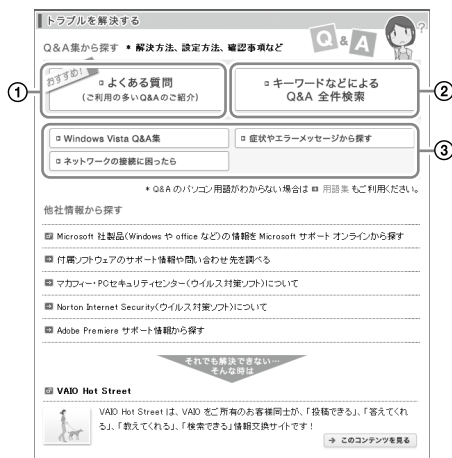 トラブルを解決する
Q&A集から探す * 解決方法、設定方法、確認事項など
Q & A ?
①
おすすめ!
よくある質問
(ご利用の多いQ&Aのご紹介)
キーワードなどによる
Q&A 全件検索
②
Windows Vista Q&A集
症状やエラーメッセージから探す
③
ネットワークの接続に困ったら
* Q&A のパソコン用語がわからない場合は 用語集 もご利用ください。
他社情報から探す
Microsoft 社製品(Windows や office など)の情報を Microsoft サポート オンラインから探す
付属ソフトウェアのサポート情報や問い合わせ先を調べる
マカフィー・PCセキュリティセンター(ウイルス対策ソフト)について
Norton Internet Security(ウイルス対策ソフト)について
Adobe Premiere サポート情報から探す
それでも解決できない…
そんな時は
VAIO Hot Street
VAIO Hot Street は、VAIO をご所有のお客様同士が、「投稿できる」、「答えてくれ
る」、「教えてくれる」、「検索できる」情報交換サイトです!
→ このコンテンツを見る